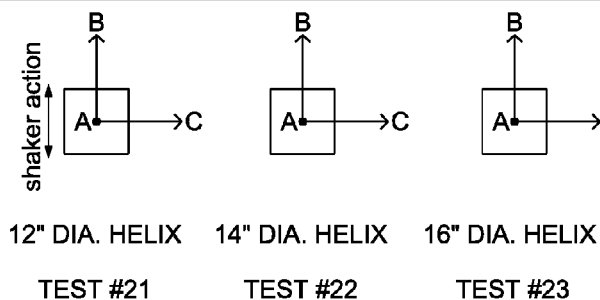 B B B
shaker action
A C A C A
12" DIA. HELIX 14" DIA. HELIX 16" DIA. HELIX
TEST #21 TEST #22 TEST #23